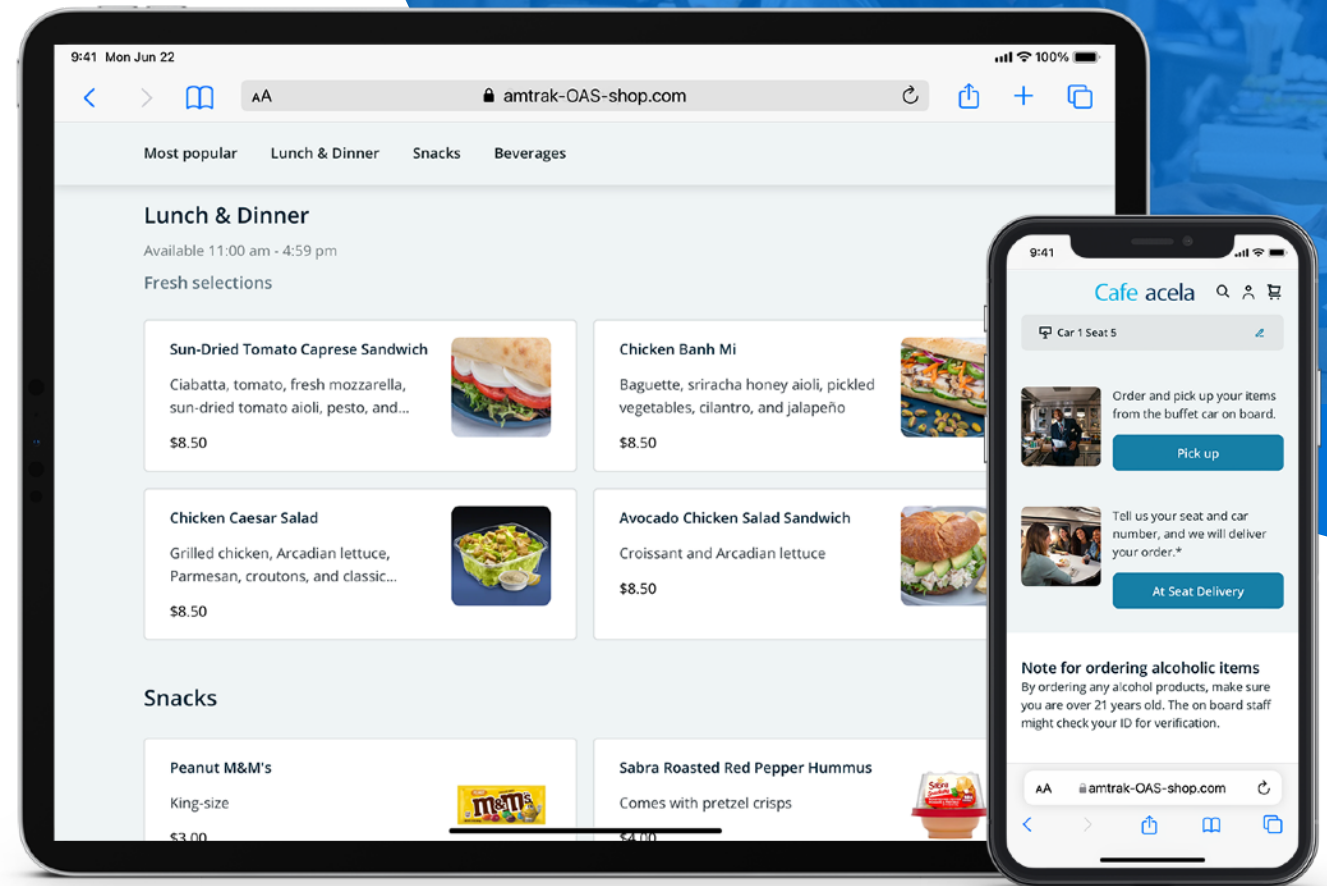 9:41 Mon Jun 22
100%
AA
amtrak-OAS-shop.com
Most popular
Lunch & Dinner
Snacks
Beverages
Lunch & Dinner
Available 11:00 am - 4:59 pm
Fresh selections
Sun-Dried Tomato Caprese Sandwich
Ciabatta, tomato, fresh mozzarella,
sun-dried tomato aioli, pesto, and...
$8.50
Chicken Banh Mi
Baguette, sriracha honey aioli, pickled
vegetables, cilantro, and jalapeño
$8.50
Chicken Caesar Salad
Grilled chicken, Arcadian lettuce,
Parmesan, croutons, and classic...
$8.50
Avocado Chicken Salad Sandwich
Croissant and Arcadian lettuce
$8.50
Snacks
Peanut M&M's
King-size
$3.00
m&m's
Sabra Roasted Red Pepper Hummus
Comes with pretzel crisps
$4.00
Sabra
9:41
Cafe acela
Car 1 Seat 5
Order and pick up your items
from the buffet car on board.
Pick up
Tell us your seat and car
number, and we will deliver
your order.*
At Seat Delivery
Note for ordering alcoholic items
By ordering any alcohol products, make sure
you are over 21 years old. The on board staff
might check your ID for verification.
AA
amtrak-OAS-shop.com